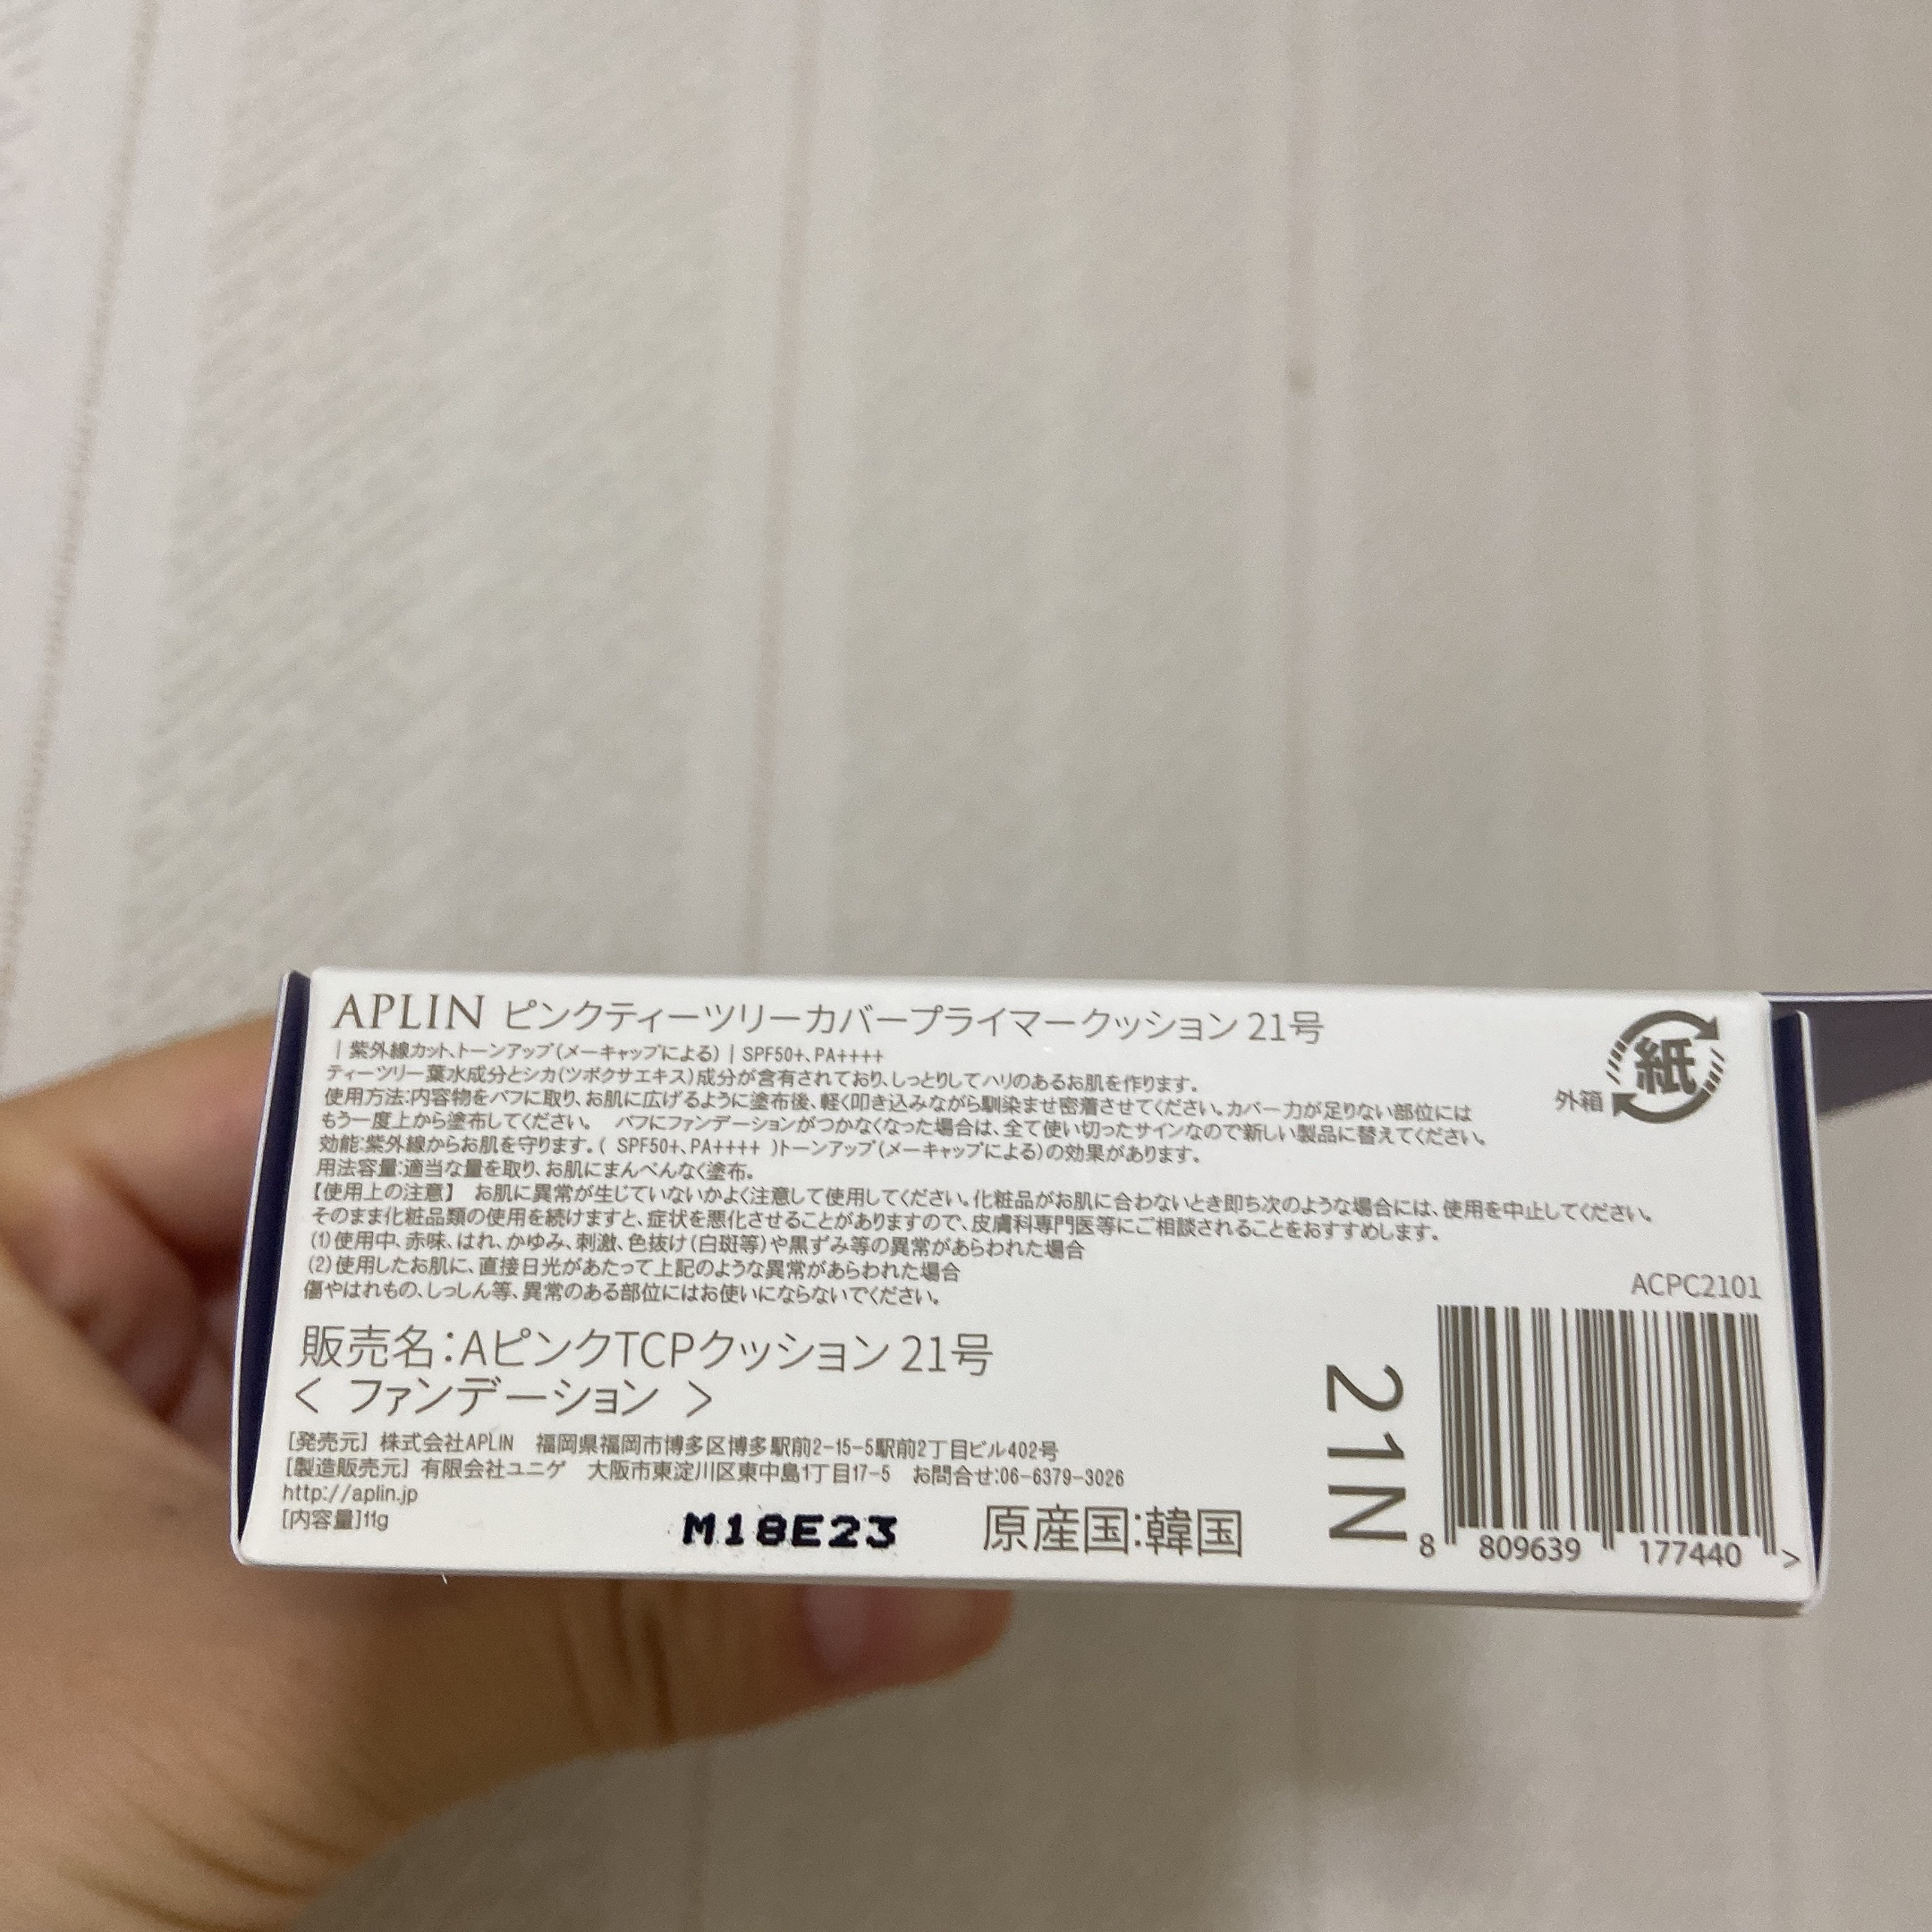 APLIN ピンクティーツリーカバープライマークッション 21号
| 紫外線カット、トーンアップ(メーキャップによる) | SPF50+、PA++++
ティーツリー葉水成分とシカ(ツボクサエキス)成分が含有されており、しっとりしてハリのあるお肌を作ります。
使用方法:内容物をパフに取り、お肌に広げるように塗布後、軽く叩き込みながら馴染ませ密着させてください。カバー力が足りない部位には
もう一度上から塗布してください。 パフにファンデーションがつかなくなった場合は、全て使い切ったサインなので新しい製品に替えてください。
効能:紫外線からお肌を守ります。( SPF50+、PA++++ )トーンアップ(メーキャップによる)の効果があります。
用法容量:適当な量を取り、お肌にまんべんなく塗布。
【使用上の注意】 お肌に異常が生じていないかよく注意して使用してください。化粧品がお肌に合わないとき即ち次のような場合には、使用を中止してください。
そのまま化粧品類の使用を続けますと、症状を悪化させることがありますので、皮膚科専門医等にご相談されることをおすすめします。
(1)使用中、赤味、はれ、かゆみ、刺激、色抜け(白斑等)や黒ずみ等の異常があらわれた場合
(2)使用したお肌に、直接日光があたって上記のような異常があらわれた場合
傷やはれもの、しっしん等、異常のある部位にはお使いにならないでください。
販売名:AピンクTCPクッション 21号
< ファンデーション >
[発売元] 株式会社APLIN 福岡県福岡市博多区博多駅前2-15-5駅前2丁目ビル402号
[製造販売元] 有限会社ユニゲ 大阪市東淀川区東中島1丁目17-5 お問合せ:06-6379-3026
http://aplin.jp
[内容量]11g
M18E23
原産国:韓国
紙
外箱
ACPC2101
21N
8 809639 177440 >